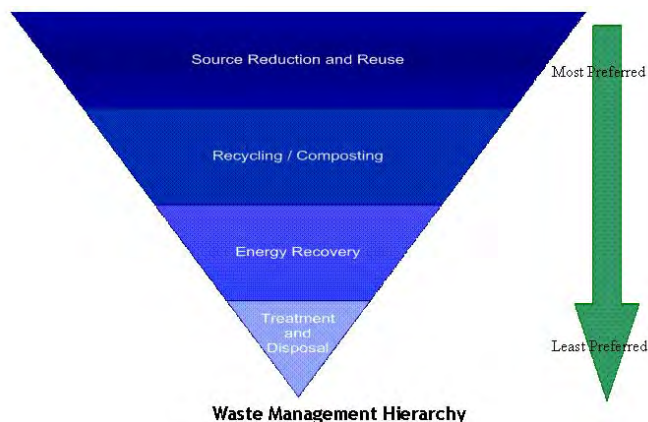 Source Reduction and Reuse
Most Preferred
Recycling / Composting
Energy Recovery
Treatment
and
Disposal
Least Preferred
Waste Management Hierarchy